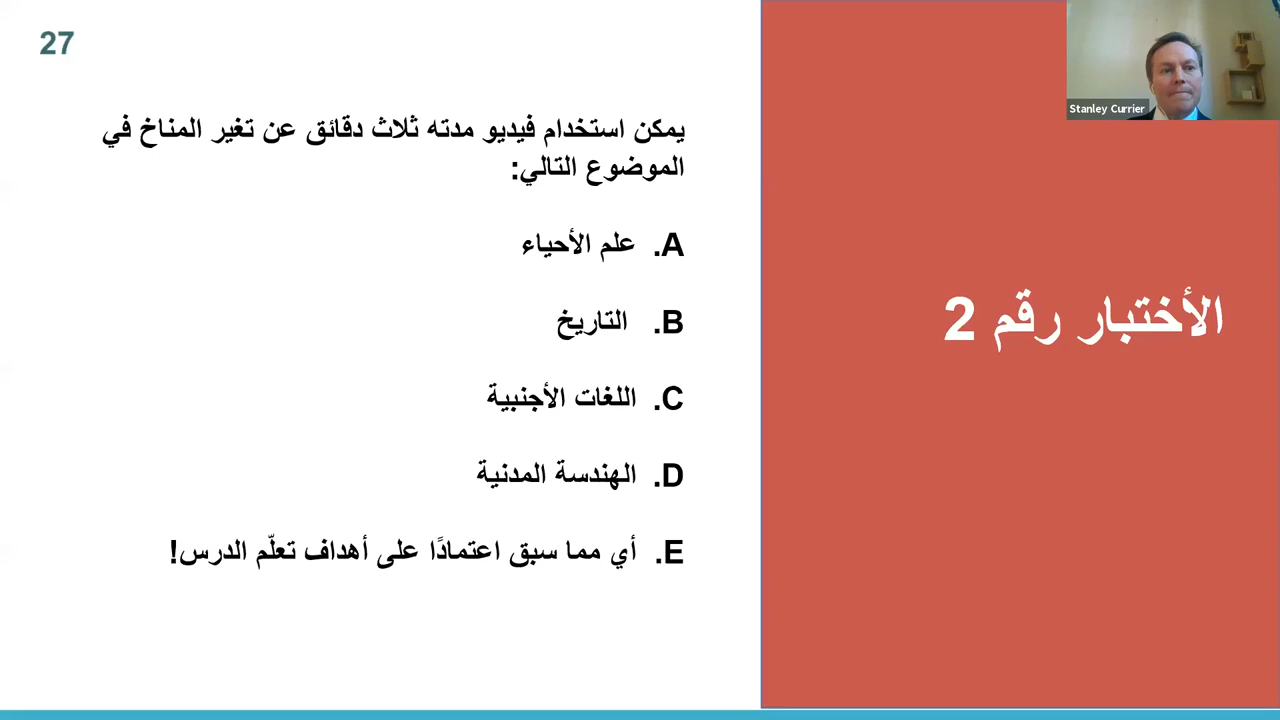 27
Stanley Currier
الأختبار رقم 2
يمكن استخدام فيديو مدته ثلاث دقائق عن تغير المناخ في
الموضوع التالي:
A. علم الأحياء
B. التاريخ
C. اللغات الأجنبية
D. الهندسة المدنية
E. أي مما سبق اعتمادًا على أهداف تعلّم الدرس!